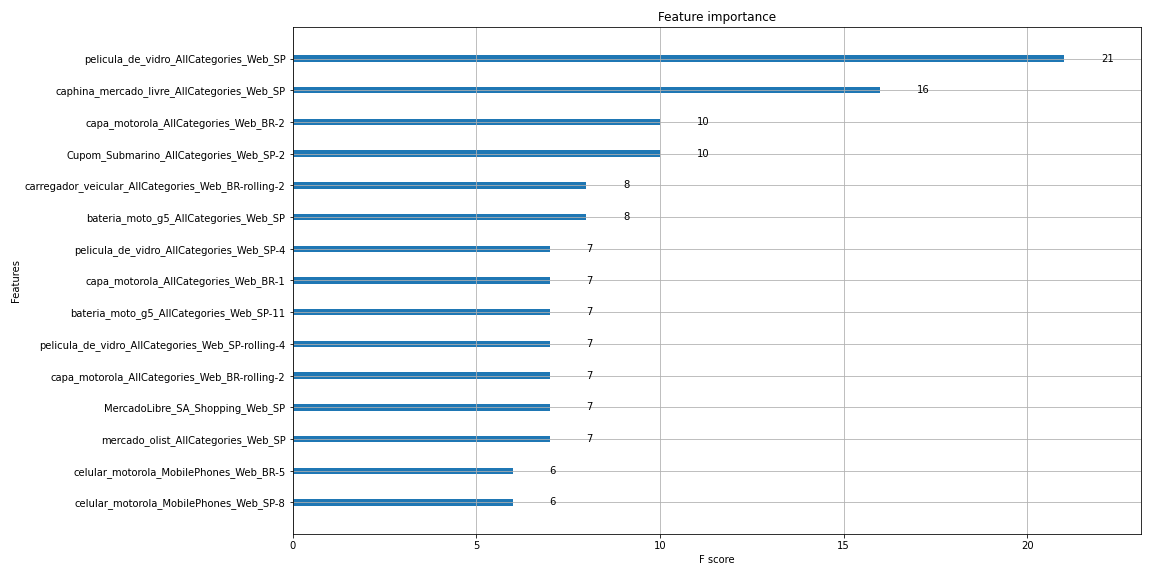 Feature importance
pelicula_de_vidro_AllCategories_Web_SP 21
caphina_mercado_livre_AllCategories_Web_SP 16
capa_motorola_AllCategories_Web_BR-2 10
Cupom_Submarino_AllCategories_Web_SP-2 10
carregador_veicular_AllCategories_Web_BR-rolling-2 8
bateria_moto_g5_AllCategories_Web_SP 8
pelicula_de_vidro_AllCategories_Web_SP-4 7
capa_motorola_AllCategories_Web_BR-1 7
bateria_moto_g5_AllCategories_Web_SP-11 7
pelicula_de_vidro_AllCategories_Web_SP-rolling-4 7
capa_motorola_AllCategories_Web_BR-rolling-2 7
MercadoLibre_SA_Shopping_Web_SP 7
mercado_olist_AllCategories_Web_SP 7
celular_motorola_MobilePhones_Web_BR-5 6
celular_motorola_MobilePhones_Web_SP-8 6
Features
0 5 10 15 20
F score